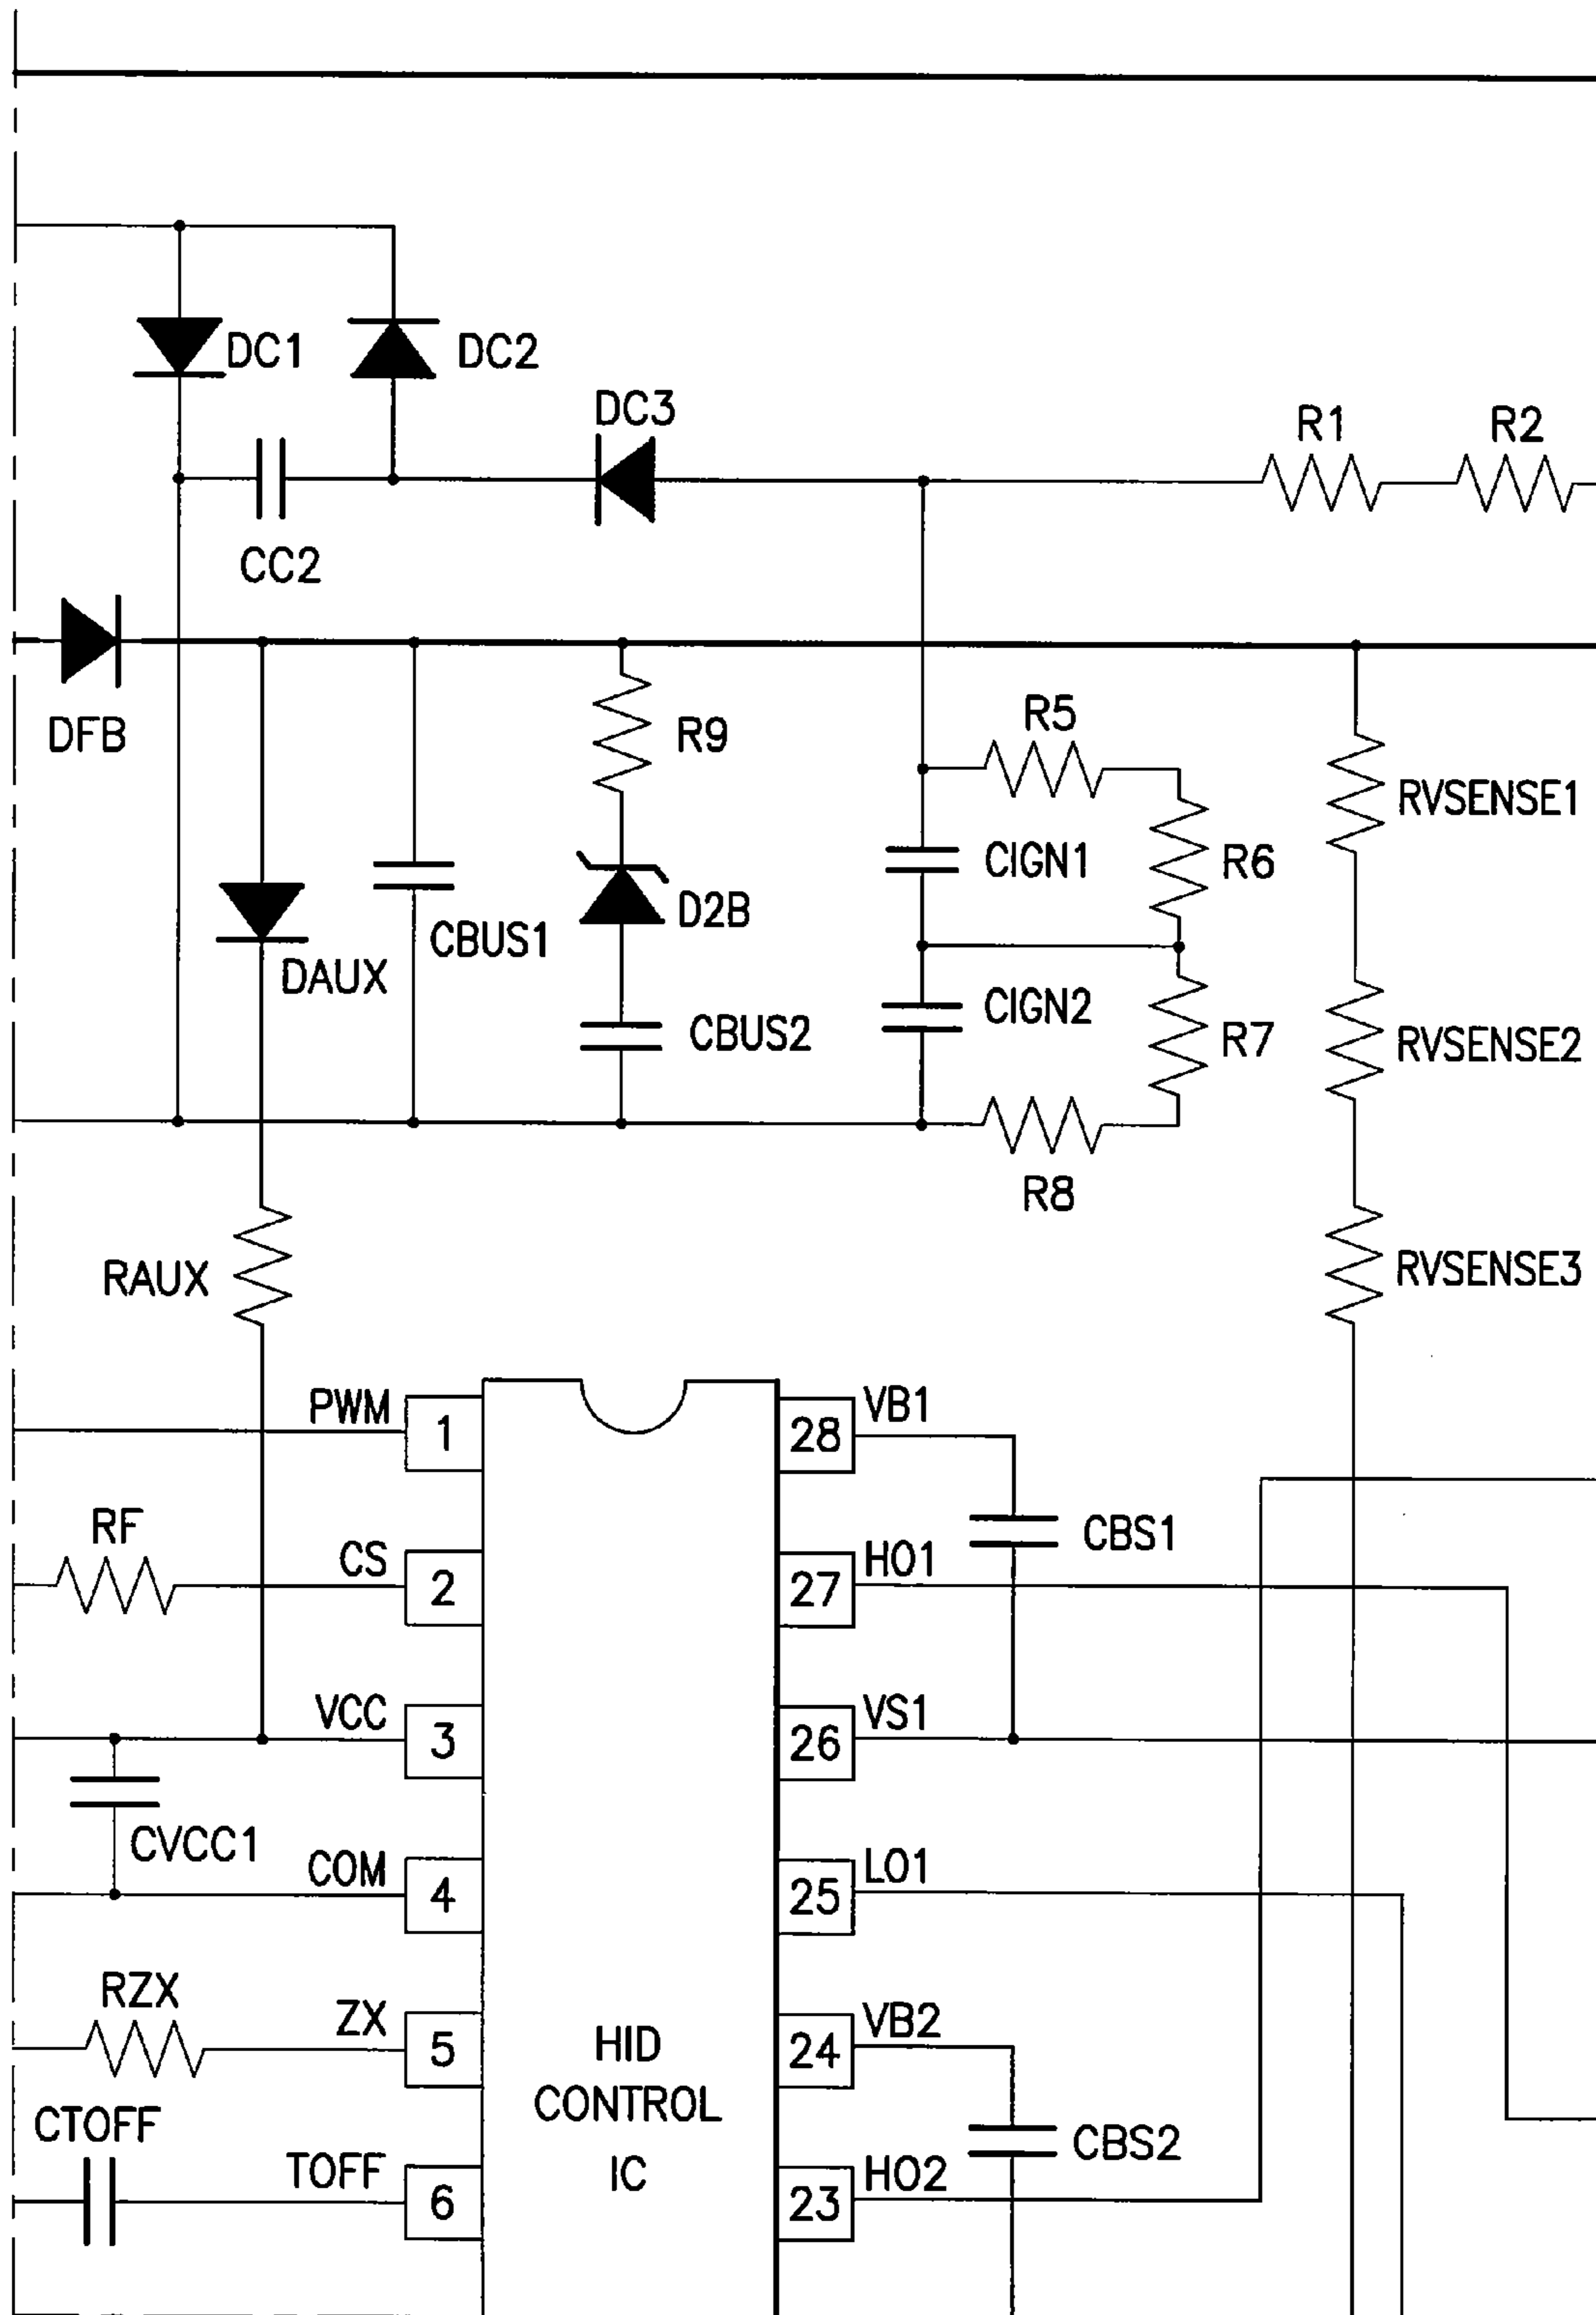 DC1
DC2
DC3
R1
R2
CC2
DFB
R9
R5
RVSENSE1
CIGN1
R6
D2B
CBUS1
DAUX
CIGN2
CBUS2
R7
RVSENSE2
R8
RAUX
RVSENSE3
PWM
1
28
VB1
RF
CS
2
27
HO1
CBS1
VCC
3
26
VS1
CVCC1
COM
4
25
LO1
RZX
ZX
5
24
VB2
HID
CONTROL
IC
CTOFF
TOFF
6
23
HO2
CBS2